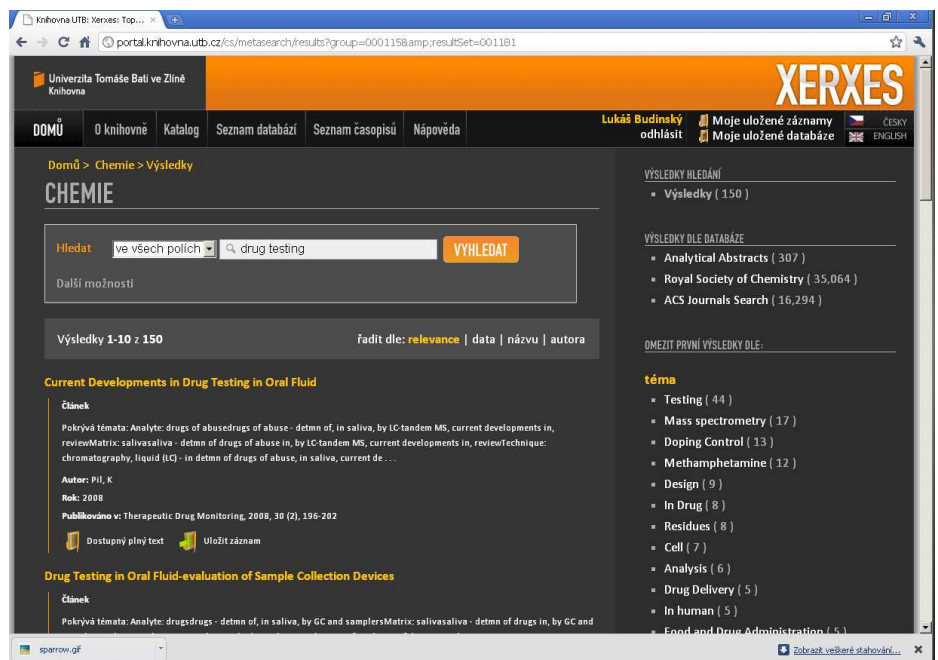 Knihovna UTB: Xerxes: Top...
portal.knihovna.utb.cz/cs/metasearch/results?group=000115&amp;resultSet=001181
Univerzita Tomáše Bati ve Zlíně
Knihovna
XERXES
DOMŮ O knihovně Katalog Seznam databází Seznam časopisů Nápověda
Lukáš Budinský
odhlásit
Moje uložené záznamy
Moje uložené databáze
ČESKY
ENGLISH
Domů > Chemie > Výsledky
CHEMIE
Hledat ve všech polích drug testing VYHLEDAT
Další možnosti
Výsledky 1-10 z 150 řadit dle: relevance | data | názvu | autora
Current Developments in Drug Testing in Oral Fluid
Článek
Pokrývá témata: Analyte: drugs of abusedrugs of abuse - detmn of, in saliva, by LC-tandem MS, current developments in,
reviewMatrix: salivasaliva - detmn of drugs of abuse in, by LC-tandem MS, current developments in, reviewTechnique:
chromatography, liquid (LC) - in detmn of drugs of abuse, in saliva, current de . . .
Autor: Pil, K
Rok: 2008
Publikováno v: Therapeutic Drug Monitoring, 2008, 30 (2), 196-202
Dostupný plný text Uložit záznam
Drug Testing in Oral Fluid-evaluation of Sample Collection Devices
Článek
Pokrývá témata: Analyte: drugsdrugs - detmn of, in saliva, by GC and samplersMatrix: salivasaliva - detmn of drugs in, by GC and
VÝSLEDKY HLEDÁNÍ
Výsledky ( 150 )
VÝSLEDKY DLE DATABÁZE
Analytical Abstracts ( 307 )
Royal Society of Chemistry ( 35,064 )
ACS Journals Search ( 16,294 )
OMEZIT PRVNÍ VÝSLEDKY DLE:
téma
Testing ( 44 )
Mass spectrometry ( 17 )
Doping Control ( 13 )
Methamphetamine ( 12 )
Design ( 9 )
In Drug ( 8 )
Residues ( 8 )
Cell ( 7 )
Analysis ( 6 )
Drug Delivery ( 5 )
In human ( 5 )
Food and Drug Administration ( 5 )
sparrow.gif
Zobrazit veškeré stahování...